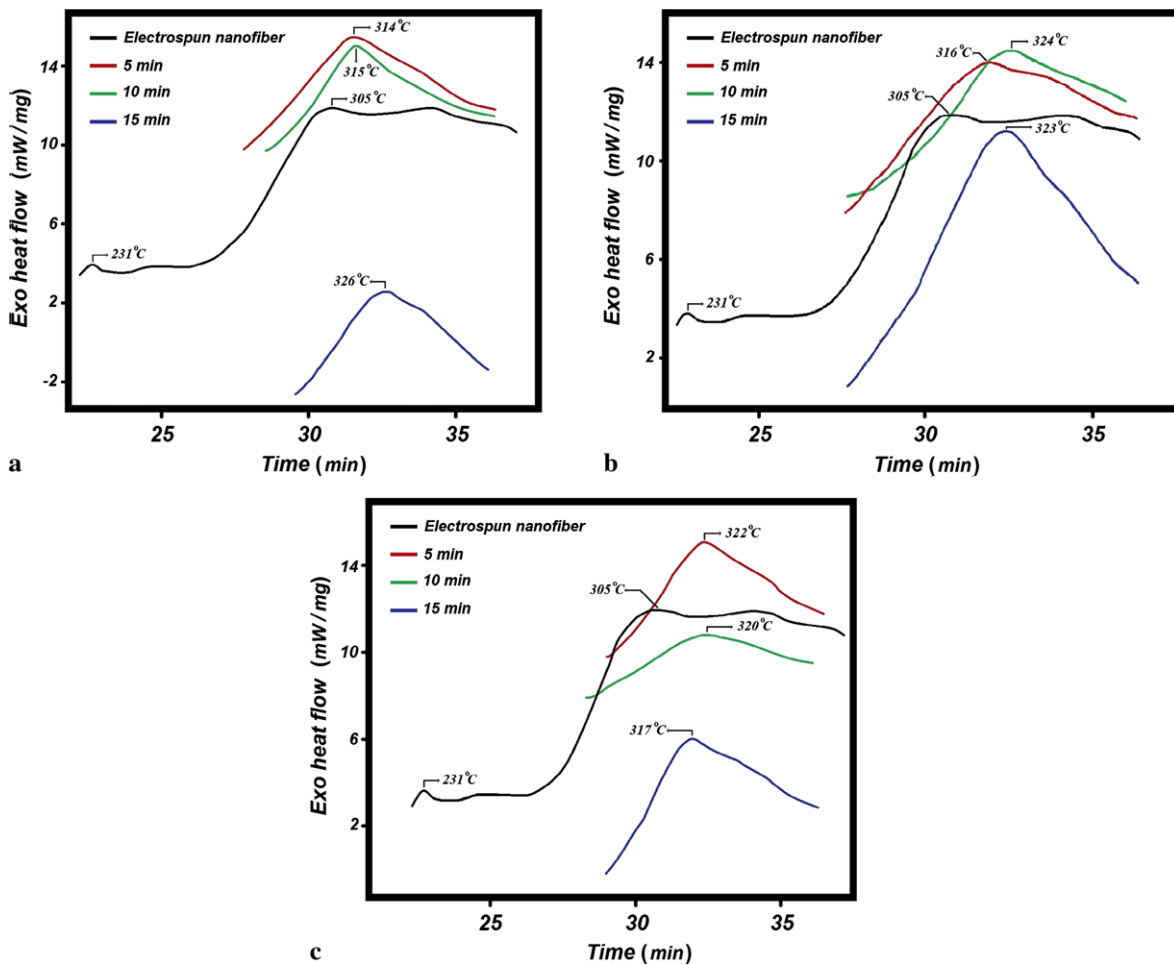 Electrospun nanofiber
5 min
10 min
15 min
314°C
315°C
305°C
231°C
326°C
14
10
6
2
-2
Exo heat flow (mW/mg)
25
30
35
Time (min)
a
Electrospun nanofiber
5 min
10 min
15 min
316°C
324°C
305°C
323°C
231°C
14
10
6
2
Exo heat flow (mW/mg)
25
30
35
Time (min)
b
Electrospun nanofiber
5 min
10 min
15 min
322°C
305°C
320°C
317°C
231°C
14
10
6
2
Exo heat flow (mW/mg)
25
30
35
Time (min)
c